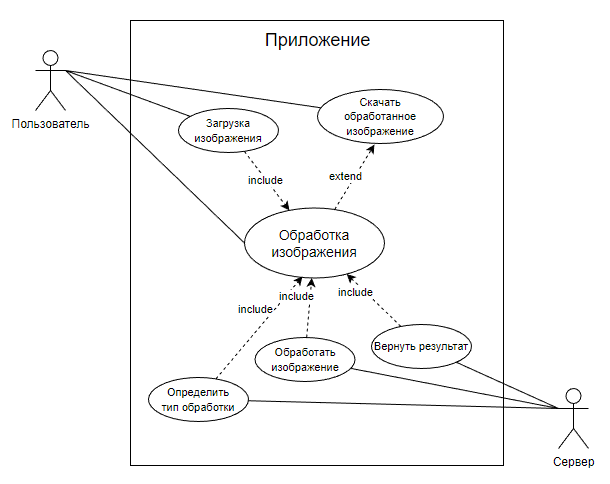 Приложение
Пользователь
Загрузка
изображения
Скачать
обработанное
изображение
include
extend
Обработка
изображения
include
include
include
Обработать
изображение
Вернуть результат
Определить
тип обработки
Сервер